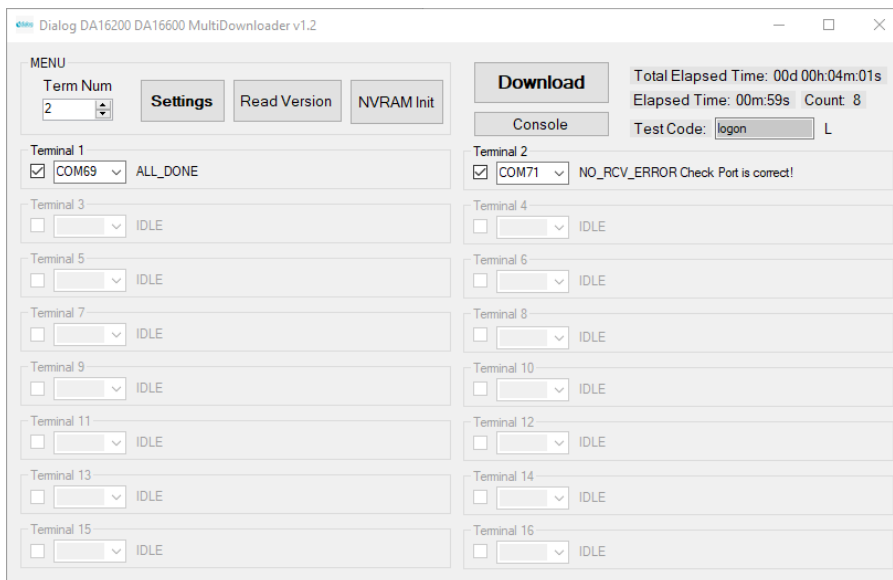 Dialog DA16200 DA16600 MultiDownloader v1.2
MENU
Term Num
2
Settings
Read Version
NVRAM Init
Download
Console
Total Elapsed Time: 00d 00h:04m:01s
Elapsed Time: 00m:59s Count: 8
Test Code: logon L
Terminal 1
COM69 ALL_DONE
Terminal 2
COM71 NO_RCV_ERROR Check Port is correct!
Terminal 3
IDLE
Terminal 4
IDLE
Terminal 5
IDLE
Terminal 6
IDLE
Terminal 7
IDLE
Terminal 8
IDLE
Terminal 9
IDLE
Terminal 10
IDLE
Terminal 11
IDLE
Terminal 12
IDLE
Terminal 13
IDLE
Terminal 14
IDLE
Terminal 15
IDLE
Terminal 16
IDLE